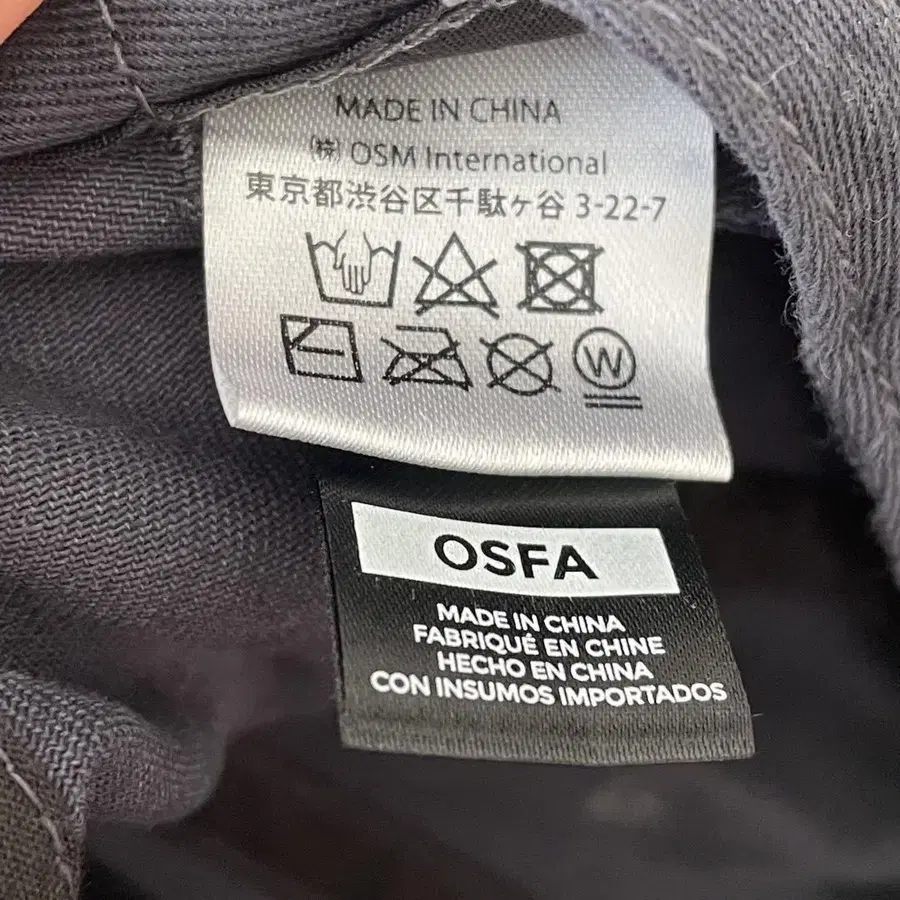 MADE IN CHINA
㈱ OSM International
東京都渋谷区千駄ヶ谷 3-22-7
W
OSFA
MADE IN CHINA
FABRIQUÉ EN CHINE
HECHO EN CHINA
CON INSUMOS IMPORTADOS